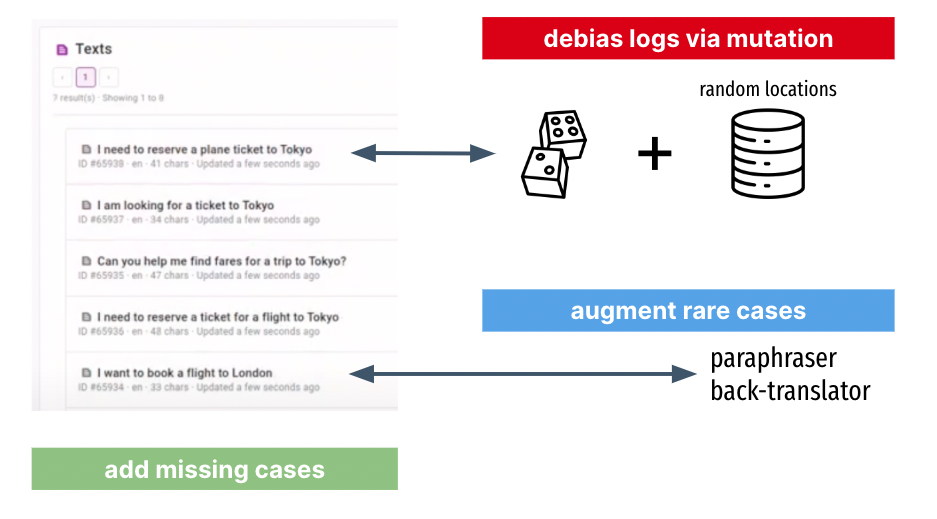 Texts
1
7 result(s) · Showing 1 to 8
I need to reserve a plane ticket to Tokyo
ID #65938 · en · 41 chars · Updated a few seconds ago
I am looking for a ticket to Tokyo
ID #65937 · en · 34 chars · Updated a few seconds ago
Can you help me find fares for a trip to Tokyo?
ID #65935 · en · 47 chars · Updated a few seconds ago
I need to reserve a ticket for a flight to Tokyo
ID #65936 · en · 48 chars · Updated a few seconds ago
I want to book a flight to London
ID #65934 · en · 33 chars · Updated a few seconds ago
add missing cases
debias logs via mutation
random locations
+
augment rare cases
paraphraser
back-translator